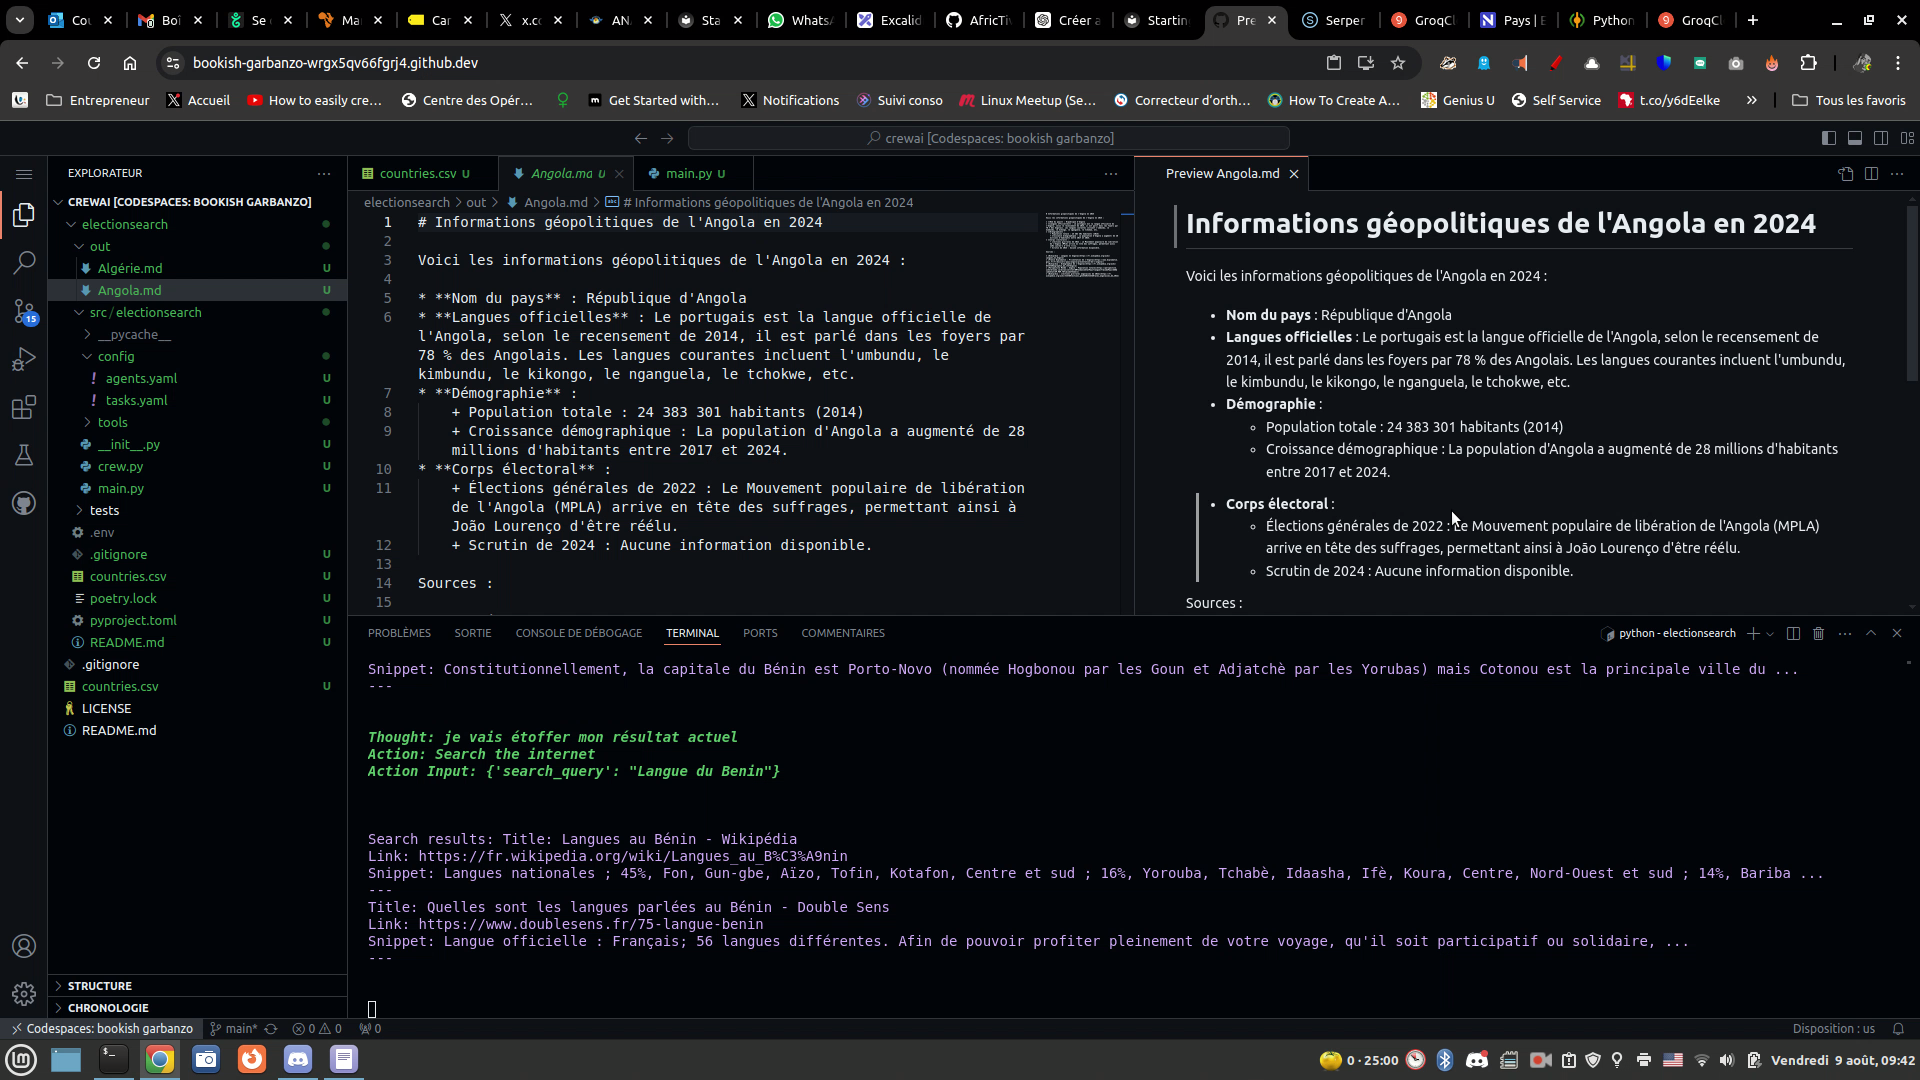 Cou
Boî
Se
Ma
Car
x.co
AN
Sta
Whats
Excalid
AfricTi
Créer a
Startin
Pre
Serper
GroqCl
Pays | E
Python
GroqCl
bookish-garbanzo-wrgx5qv66fgrj4.github.dev
Entrepreneur
Accueil
How to easily cre...
Centre des Opér...
Get Started with...
Notifications
Suivi conso
Linux Meetup (Se...
Correcteur d'orth...
How To Create A...
Genius U
Self Service
t.co/y6dEelke
Tous les favoris
crewai [Codespaces: bookish garbanzo]
EXPLORATEUR
CREWAI [CODESPACES: BOOKISH GARBANZO]
electionsearch
out
Algérie.md U
Angola.md U
src/electionsearch
__pycache__
config
agents.yaml U
tasks.yaml U
tools
__init__.py U
crew.py U
main.py U
tests
.env
.gitignore U
countries.csv U
poetry.lock U
pyproject.toml U
README.md U
.gitignore
countries.csv U
LICENSE
README.md
STRUCTURE
CHRONOLOGIE
15
countries.csv U
Angola.md U
main.py U
electionsearch > out > Angola.md > # Informations géopolitiques de l'Angola en 2024
1 # Informations géopolitiques de l'Angola en 2024
2
3 Voici les informations géopolitiques de l'Angola en 2024 :
4
5 * **Nom du pays** : République d'Angola
6 * **Langues officielles** : Le portugais est la langue officielle de
l'Angola, selon le recensement de 2014, il est parlé dans les foyers par
78 % des Angolais. Les langues courantes incluent l'umbundu, le
kimbundu, le kikongo, le nganguela, le tchokwe, etc.
7 * **Démographie** :
8 + Population totale : 24 383 301 habitants (2014)
9 + Croissance démographique : La population d'Angola a augmenté de 28
millions d'habitants entre 2017 et 2024.
10 * **Corps électoral** :
11 + Élections générales de 2022 : Le Mouvement populaire de libération
de l'Angola (MPLA) arrive en tête des suffrages, permettant ainsi à
João Lourenço d'être réélu.
12 + Scrutin de 2024 : Aucune information disponible.
13
14 Sources :
15
Preview Angola.md
Informations géopolitiques de l'Angola en 2024
Voici les informations géopolitiques de l'Angola en 2024 :
• Nom du pays : République d'Angola
• Langues officielles : Le portugais est la langue officielle de l'Angola, selon le recensement de
2014, il est parlé dans les foyers par 78 % des Angolais. Les langues courantes incluent l'umbundu,
le kimbundu, le kikongo, le nganguela, le tchokwe, etc.
• Démographie :
◦ Population totale : 24 383 301 habitants (2014)
◦ Croissance démographique : La population d'Angola a augmenté de 28 millions d'habitants
entre 2017 et 2024.
• Corps électoral :
◦ Élections générales de 2022 : Le Mouvement populaire de libération de l'Angola (MPLA)
arrive en tête des suffrages, permettant ainsi à João Lourenço d'être réélu.
◦ Scrutin de 2024 : Aucune information disponible.
Sources :
PROBLÈMES SORTIE CONSOLE DE DÉBOGAGE TERMINAL PORTS COMMENTAIRES
python - electionsearch
Snippet: Constitutionnellement, la capitale du Bénin est Porto-Novo (nommée Hogbonou par les Goun et Adjatchè par les Yorubas) mais Cotonou est la principale ville du ...
---
Thought: je vais étoffer mon résultat actuel
Action: Search the internet
Action Input: {'search_query': "Langue du Benin"}
Search results: Title: Langues au Bénin - Wikipédia
Link: https://fr.wikipedia.org/wiki/Langues_au_B%C3%A9nin
Snippet: Langues nationales ; 45%, Fon, Gun-gbe, Aïzo, Tofin, Kotafon, Centre et sud ; 16%, Yorouba, Tchabè, Idaasha, Ifè, Koura, Centre, Nord-Ouest et sud ; 14%, Bariba ...
---
Title: Quelles sont les langues parlées au Bénin - Double Sens
Link: https://www.doublesens.fr/75-langue-benin
Snippet: Langue officielle : Français; 56 langues différentes. Afin de pouvoir profiter pleinement de votre voyage, qu'il soit participatif ou solidaire, ...
---
Codespaces: bookish garbanzo
main*
0 0
0
Disposition : us
0 · 25:00
Vendredi 9 août, 09:42